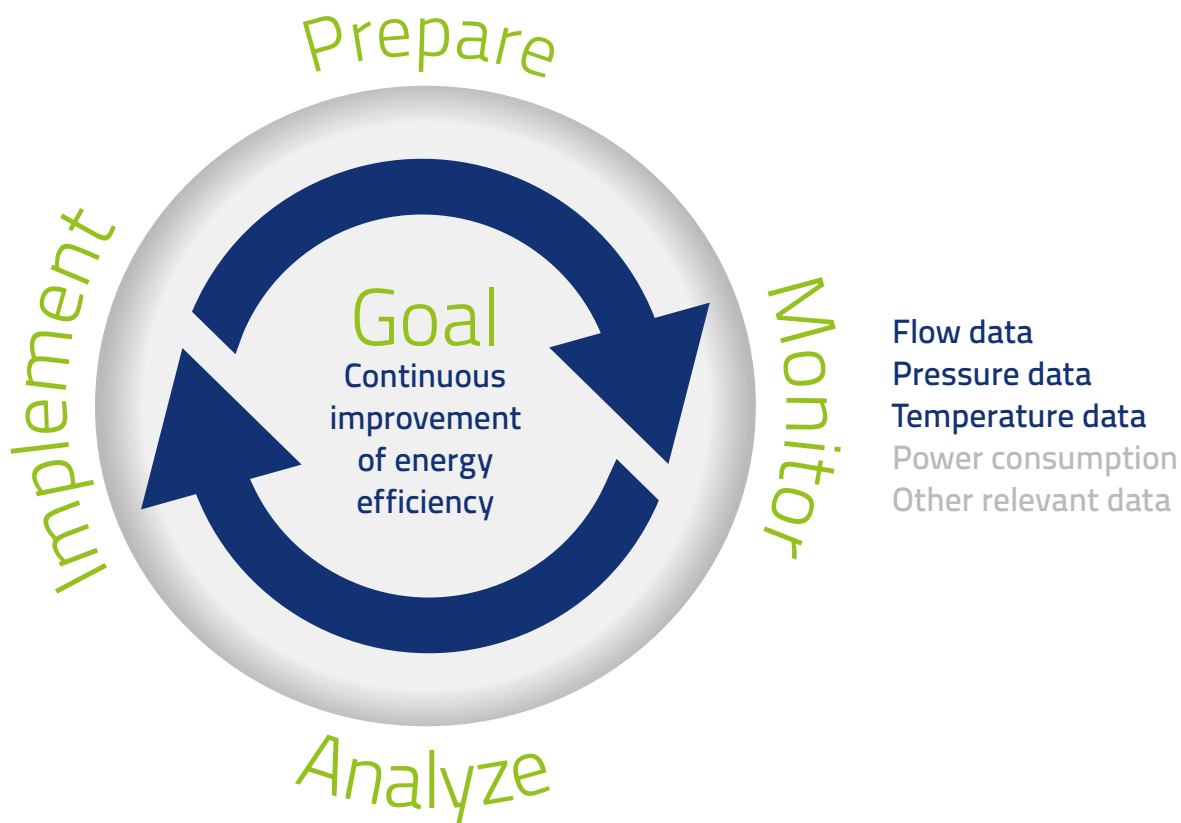 Prepare
Implement
Goal
Continuous
improvement
of energy
efficiency
Monitor
Flow data
Pressure data
Temperature data
Power consumption
Other relevant data
Analyze